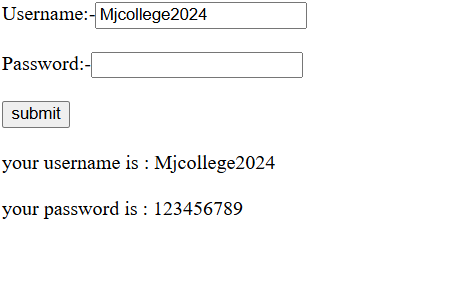 Username:- Mjcollege2024
Password:-
submit
your username is : Mjcollege2024
your password is : 123456789